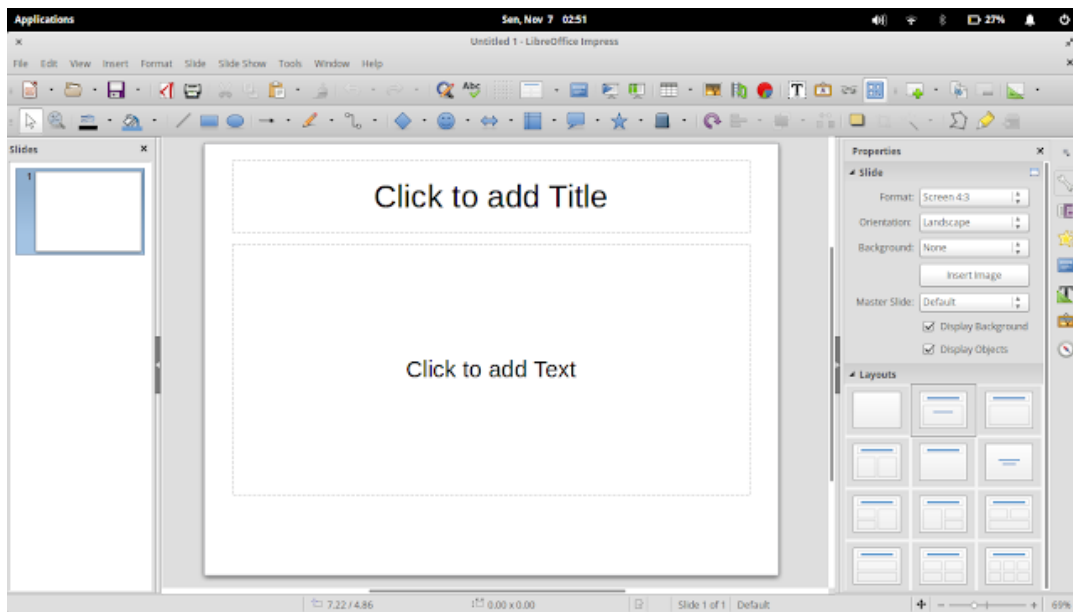 Applications
Sen, Nov 7 02:51
27%
Untitled 1 - LibreOffice Impress
File Edit View Insert Format Slide Slide Show Tools Window Help
Abc
T
Slides
1
Click to add Title
Click to add Text
Properties
Slide
Format: Screen 4:3
Orientation: Landscape
Background: None
Insert Image
Master Slide: Default
Display Background
Display Objects
Layouts
7.22 / 4.86
0.00 x 0.00
Slide 1 of 1
Default
69%